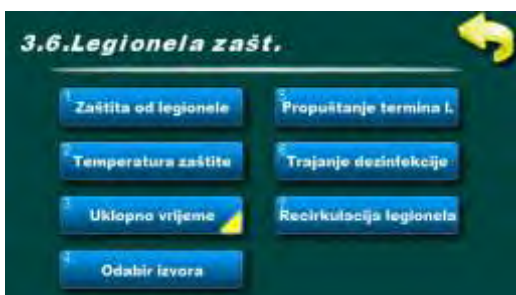 3.6.Legionela zašt.
1 Zaštita od legionele
2 Temperatura zaštite
3 Uklopno vrijeme
4 Odabir izvora
5 Propuštanje termina l.
6 Trajanje dezinfekcije
7 Recirkulacija legionela